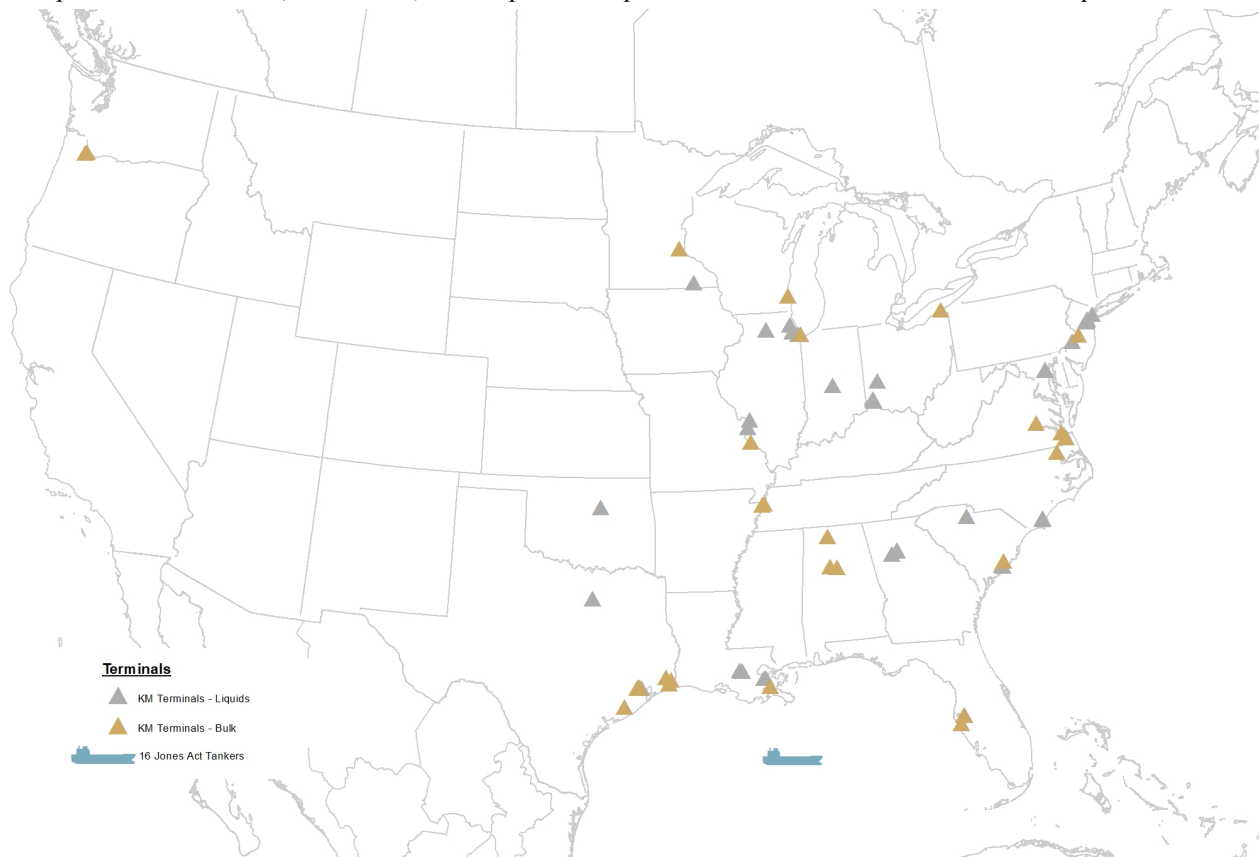 Terminals
KM Terminals - Liquids
KM Terminals - Bulk
16 Jones Act Tankers